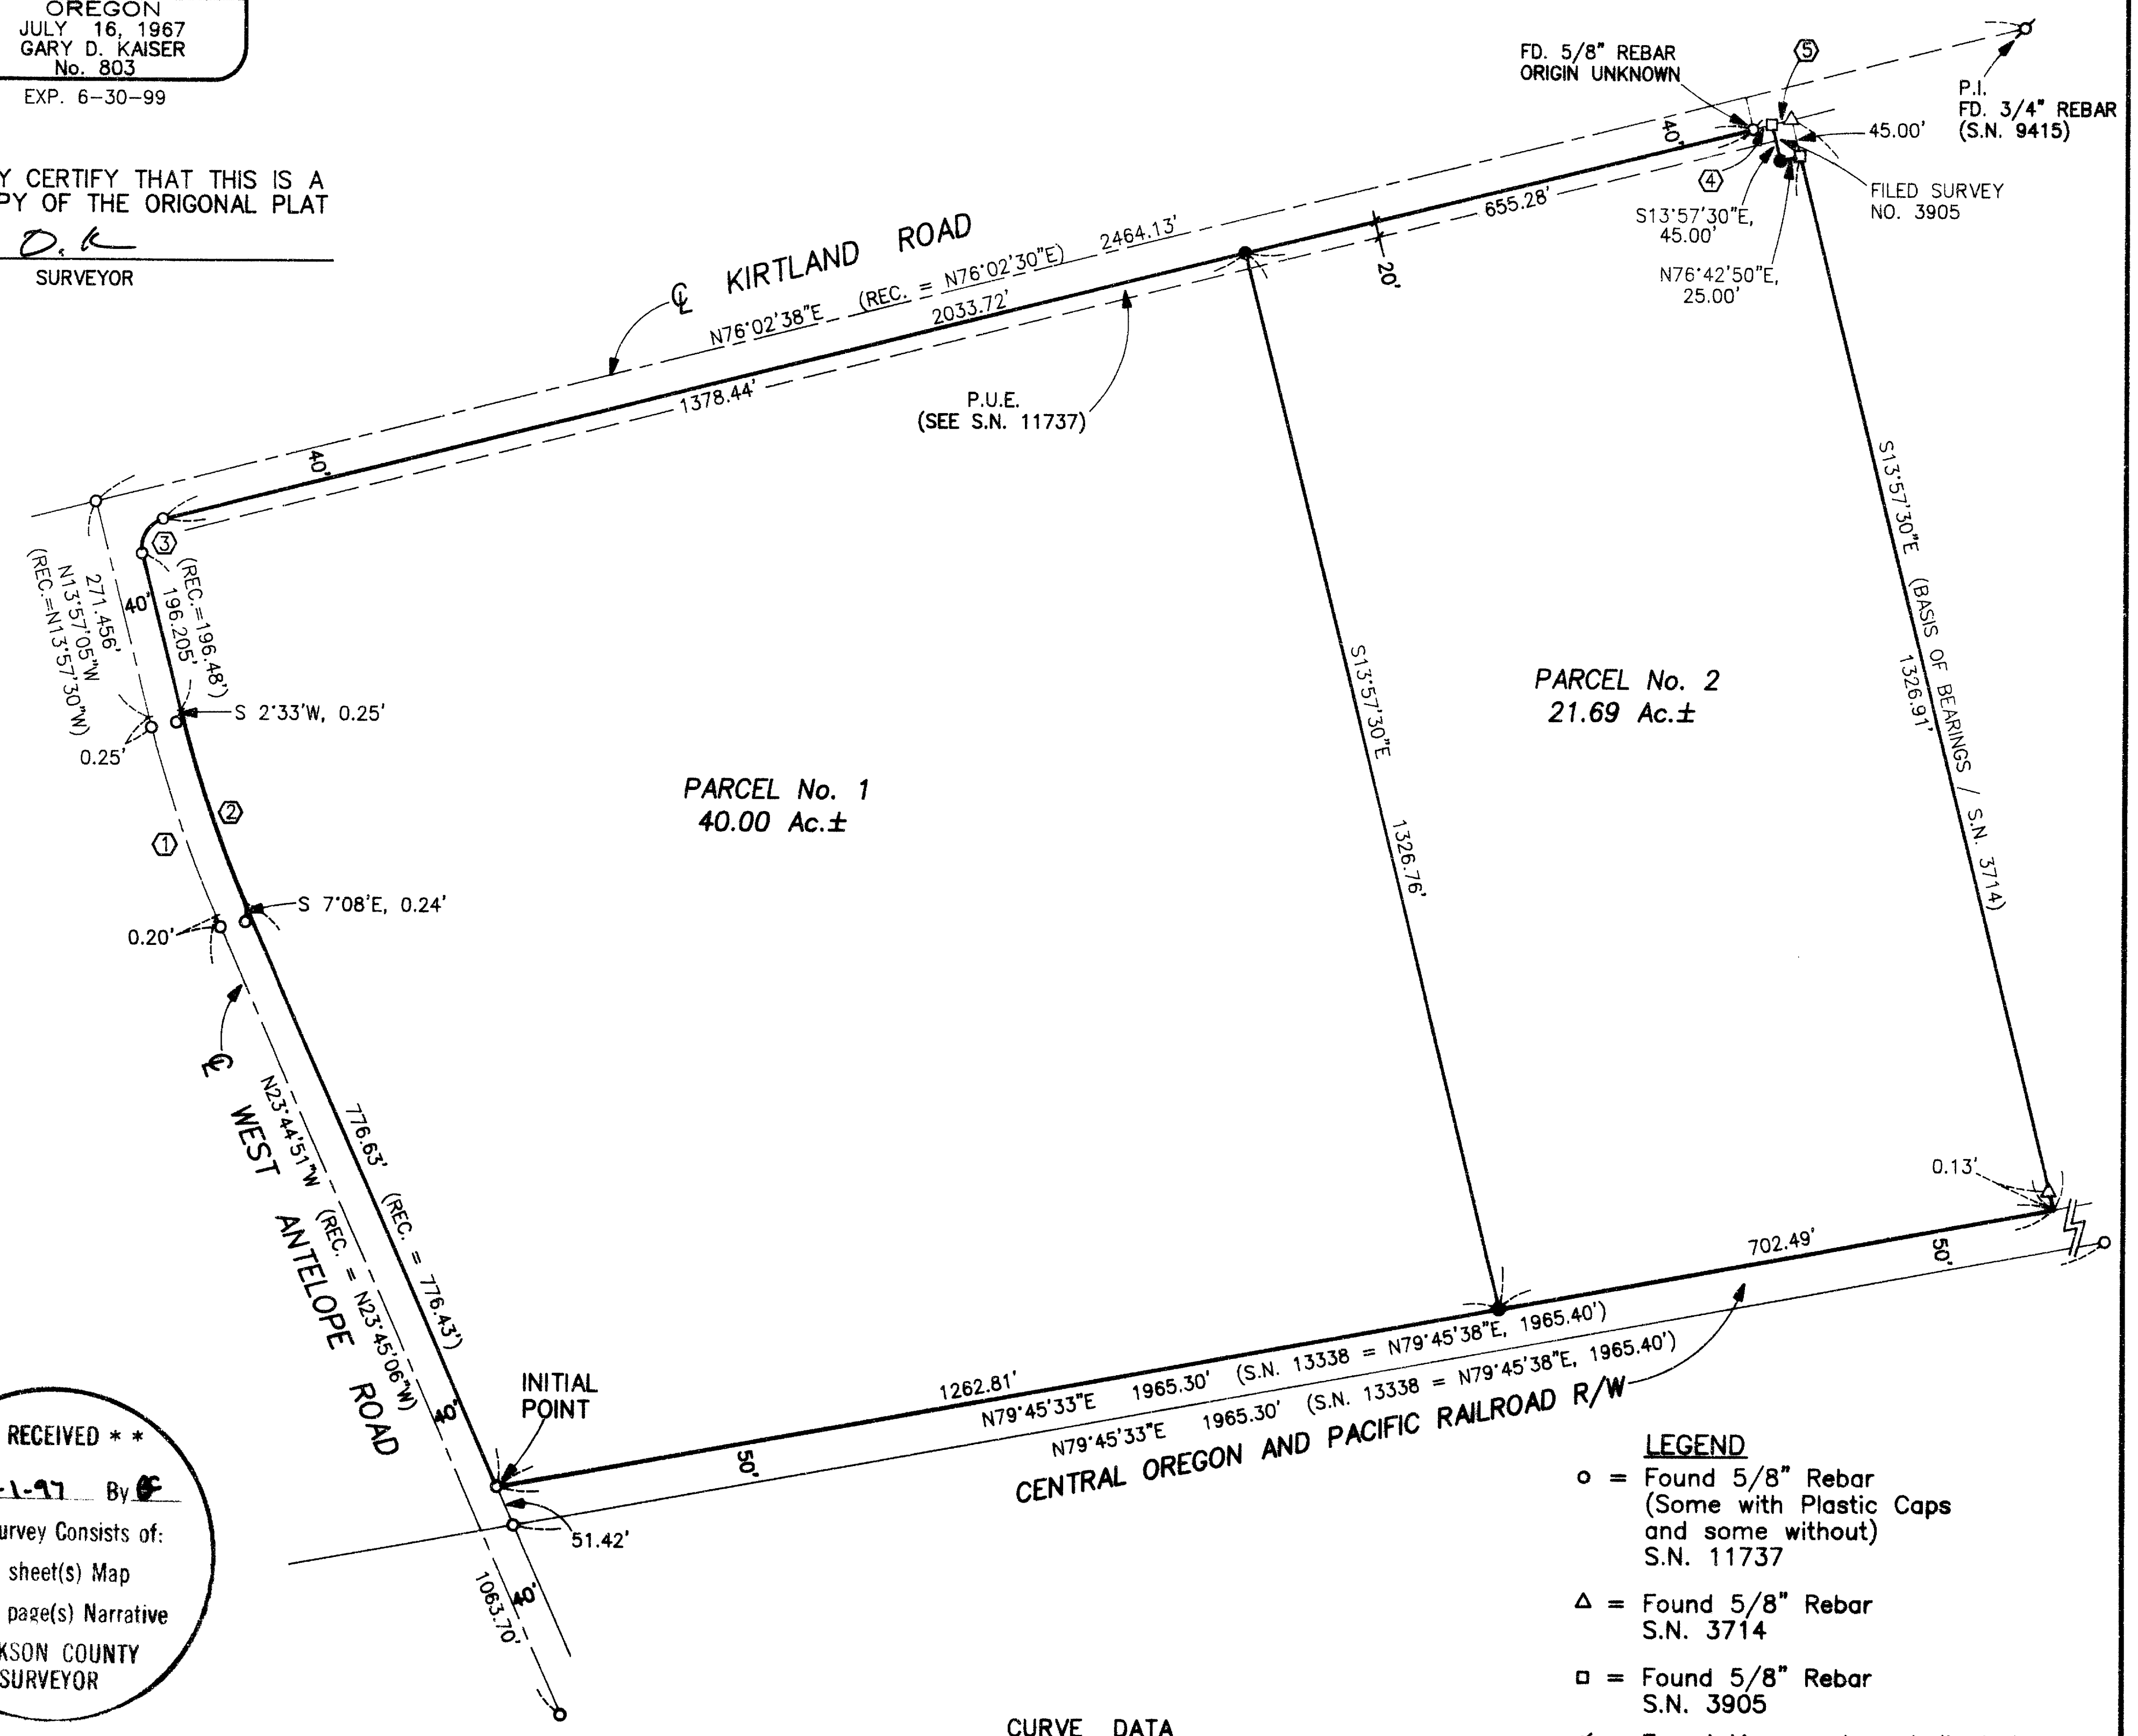 OREGON
JULY 16, 1967
GARY D. KAISER
No. 803
EXP. 6-30-99
Y CERTIFY THAT THIS IS A
PY OF THE ORIGONAL PLAT
SURVEYOR
FD. 5/8" REBAR
ORIGIN UNKNOWN
5
P.I.
FD. 3/4" REBAR
(S.N. 9415)
45.00'
40'
4
FILED SURVEY
NO. 3905
S13°57'30"E,
45.00'
N76°42'50"E,
25.00'
655.28'
20'
℄ KIRTLAND ROAD
N76°02'38"E (REC. = N76°02'30"E) 2464.13'
2033.72'
1378.44'
P.U.E.
(SEE S.N. 11737)
40'
3
(REC.=196.48')
196.205'
40'
271.456'
N13°57'05"W
(REC.=N13°57'30"W)
S 2°33'W, 0.25'
0.25'
2
1
S 7°08'E, 0.24'
0.20'
PARCEL No. 1
40.00 Ac.±
PARCEL No. 2
21.69 Ac.±
S13°57'30"E 1326.76'
S13°57'30"E (BASIS OF BEARINGS / S.N. 3714)
1326.91'
0.13'
℄ WEST ANTELOPE ROAD
N23°44'51"W (REC. = N23°45'06"W)
776.63' (REC. = 776.43')
40'
INITIAL
POINT
51.42'
40'
1063.70'
702.49'
50'
1262.81'
N79°45'33"E 1965.30' (S.N. 13338 = N79°45'38"E, 1965.40')
N79°45'33"E 1965.30' (S.N. 13338 = N79°45'38"E, 1965.40')
50'
CENTRAL OREGON AND PACIFIC RAILROAD R/W
RECEIVED * *
-1-97 By
urvey Consists of:
sheet(s) Map
page(s) Narrative
KSON COUNTY
SURVEYOR
LEGEND
○ = Found 5/8" Rebar
(Some with Plastic Caps
and some without)
S.N. 11737
△ = Found 5/8" Rebar
S.N. 3714
□ = Found 5/8" Rebar
S.N. 3905
CURVE DATA